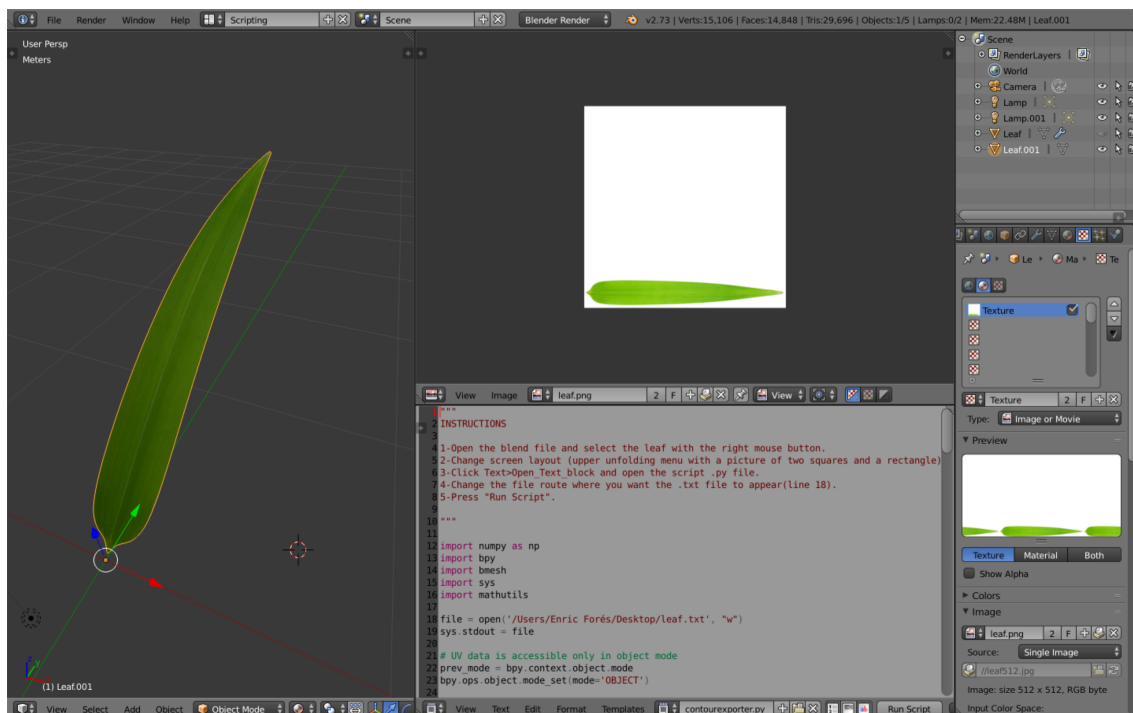 File Render Window Help Scripting Scene Blender Render v2.73 | Verts:15,106 | Faces:14,848 | Tris:29,696 | Objects:1/5 | Lamps:0/2 | Mem:22.48M | Leaf.001
User Persp
Meters
(1) Leaf.001
View Select Add Object Object Mode
View Image leaf.png 2 F View
1 """
2 INSTRUCTIONS
3
4 1-Open the blend file and select the leaf with the right mouse button.
5 2-Change screen layout (upper unfolding menu with a picture of two squares and a rectangle)
6 3-Click Text>Open_Text_block and open the script .py file.
7 4-Change the file route where you want the .txt file to appear(line 18).
8 5-Press "Run Script".
9
10 """
11
12 import numpy as np
13 import bpy
14 import bmesh
15 import sys
16 import mathutils
17
18 file = open('/Users/Enric Forés/Desktop/leaf.txt', "w")
19 sys.stdout = file
20
21 # UV data is accessible only in object mode
22 prev_mode = bpy.context.object.mode
23 bpy.ops.object.mode_set(mode='OBJECT')
24
View Text Edit Format Templates contourexporter.py Run Script
Scene
RenderLayers |
World
Camera |
Lamp |
Lamp.001 |
Leaf |
Leaf.001 |
Le Ma Te
Texture
Texture 2 F
Type: Image or Movie
Preview
Texture Material Both
Show Alpha
Colors
Image
leaf.png 2 F
Source: Single Image
//leaf512.jpg
Image: size 512 x 512, RGB byte
Input Color Space: